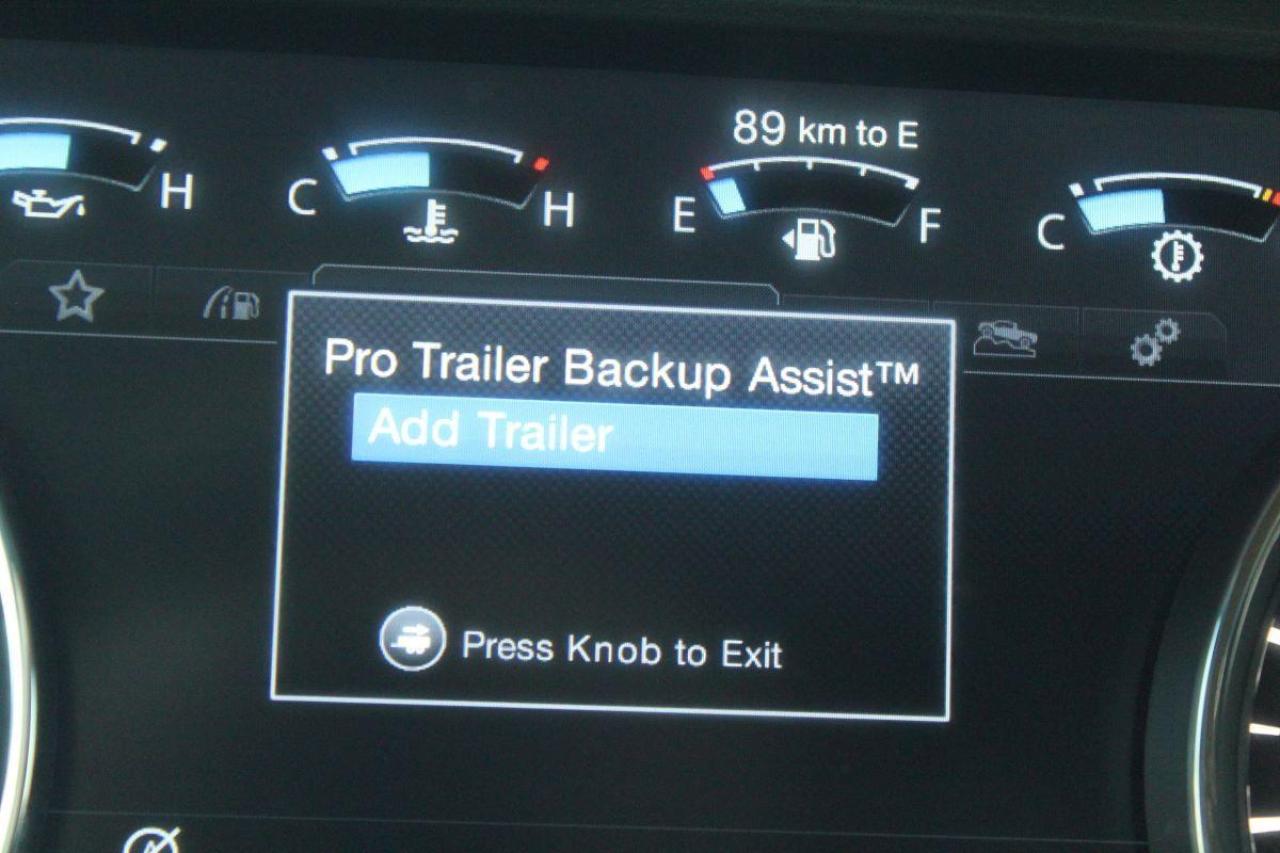 89 km to E
H
C
H
E
F
C
Pro Trailer Backup Assist™
Add Trailer
Press Knob to Exit